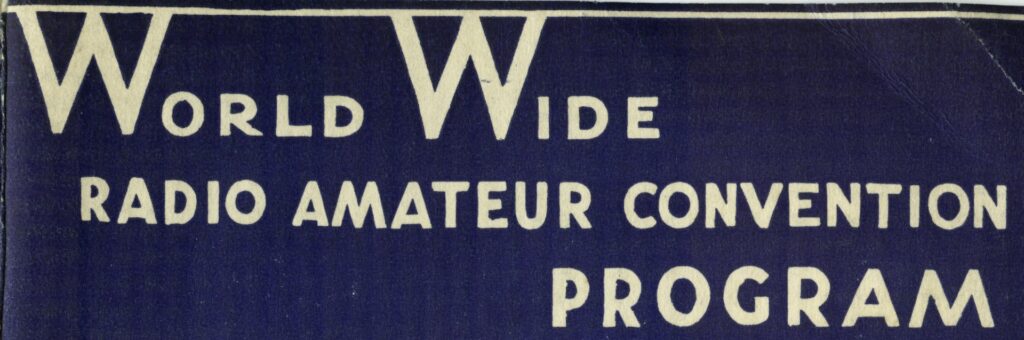 WORLD WIDE
RADIO AMATEUR CONVENTION
PROGRAM